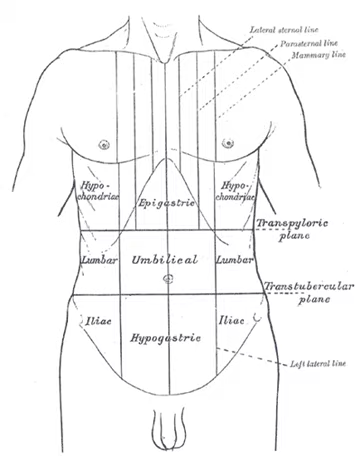 Lateral sternal line
Parasternal line
Mammary line
Hypo-
chondriac
Hypo-
chondriac
Epigastric
Transpyloric
plane
Lumbar
Umbilical
Lumbar
Transtubercular
plane
Iliac
Iliac
Hypogastric
Left lateral line